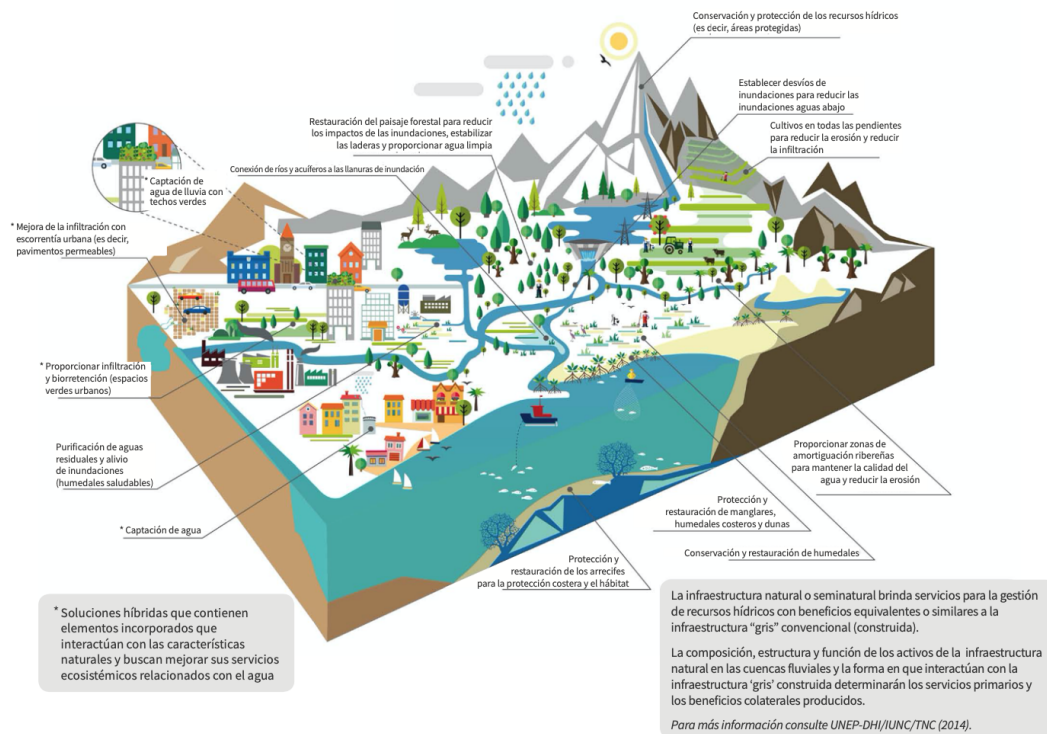 Conservación y protección de los recursos hídricos
(es decir, áreas protegidas)
Establecer desvíos de
inundaciones para reducir las
inundaciones aguas abajo
Restauración del paisaje forestal para reducir
los impactos de las inundaciones, estabilizar
las laderas y proporcionar agua limpia
Cultivos en todas las pendientes
para reducir la erosión y reducir
la infiltración
Conexión de ríos y acuíferos a las llanuras de inundación
* Captación de
agua de lluvia con
techos verdes
* Mejora de la infiltración con
escorrentía urbana (es decir,
pavimentos permeables)
* Proporcionar infiltración
y biorretención (espacios
verdes urbanos)
Purificación de aguas
residuales y alivio
de inundaciones
(humedales saludables)
* Captación de agua
Proporcionar zonas de
amortiguación ribereñas
para mantener la calidad del
agua y reducir la erosión
Protección y
restauración de manglares,
humedales costeros y dunas
Conservación y restauración de humedales
Protección y
restauración de los arrecifes
para la protección costera y el hábitat
* Soluciones híbridas que contienen
elementos incorporados que
interactúan con las características
naturales y buscan mejorar sus servicios
ecosistémicos relacionados con el agua
La infraestructura natural o seminatural brinda servicios para la gestión
de recursos hídricos con beneficios equivalentes o similares a la
infraestructura “gris” convencional (construida).
La composición, estructura y función de los activos de la infraestructura
natural en las cuencas fluviales y la forma en que interactúan con la
infraestructura ‘gris’ construida determinarán los servicios primarios y
los beneficios colaterales producidos.
Para más información consulte UNEP-DHI/IUNC/TNC (2014).